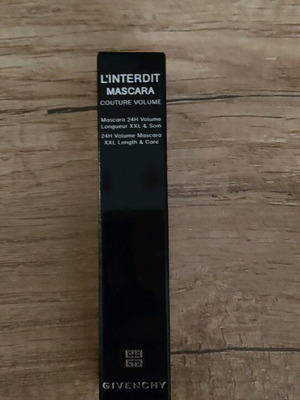 L'INTERDIT
MASCARA
COUTURE VOLUME
Mascara 24H Volume
Longueur XXL & Soin
24H Volume Mascara
XXL Length & Care
GIVENCHY